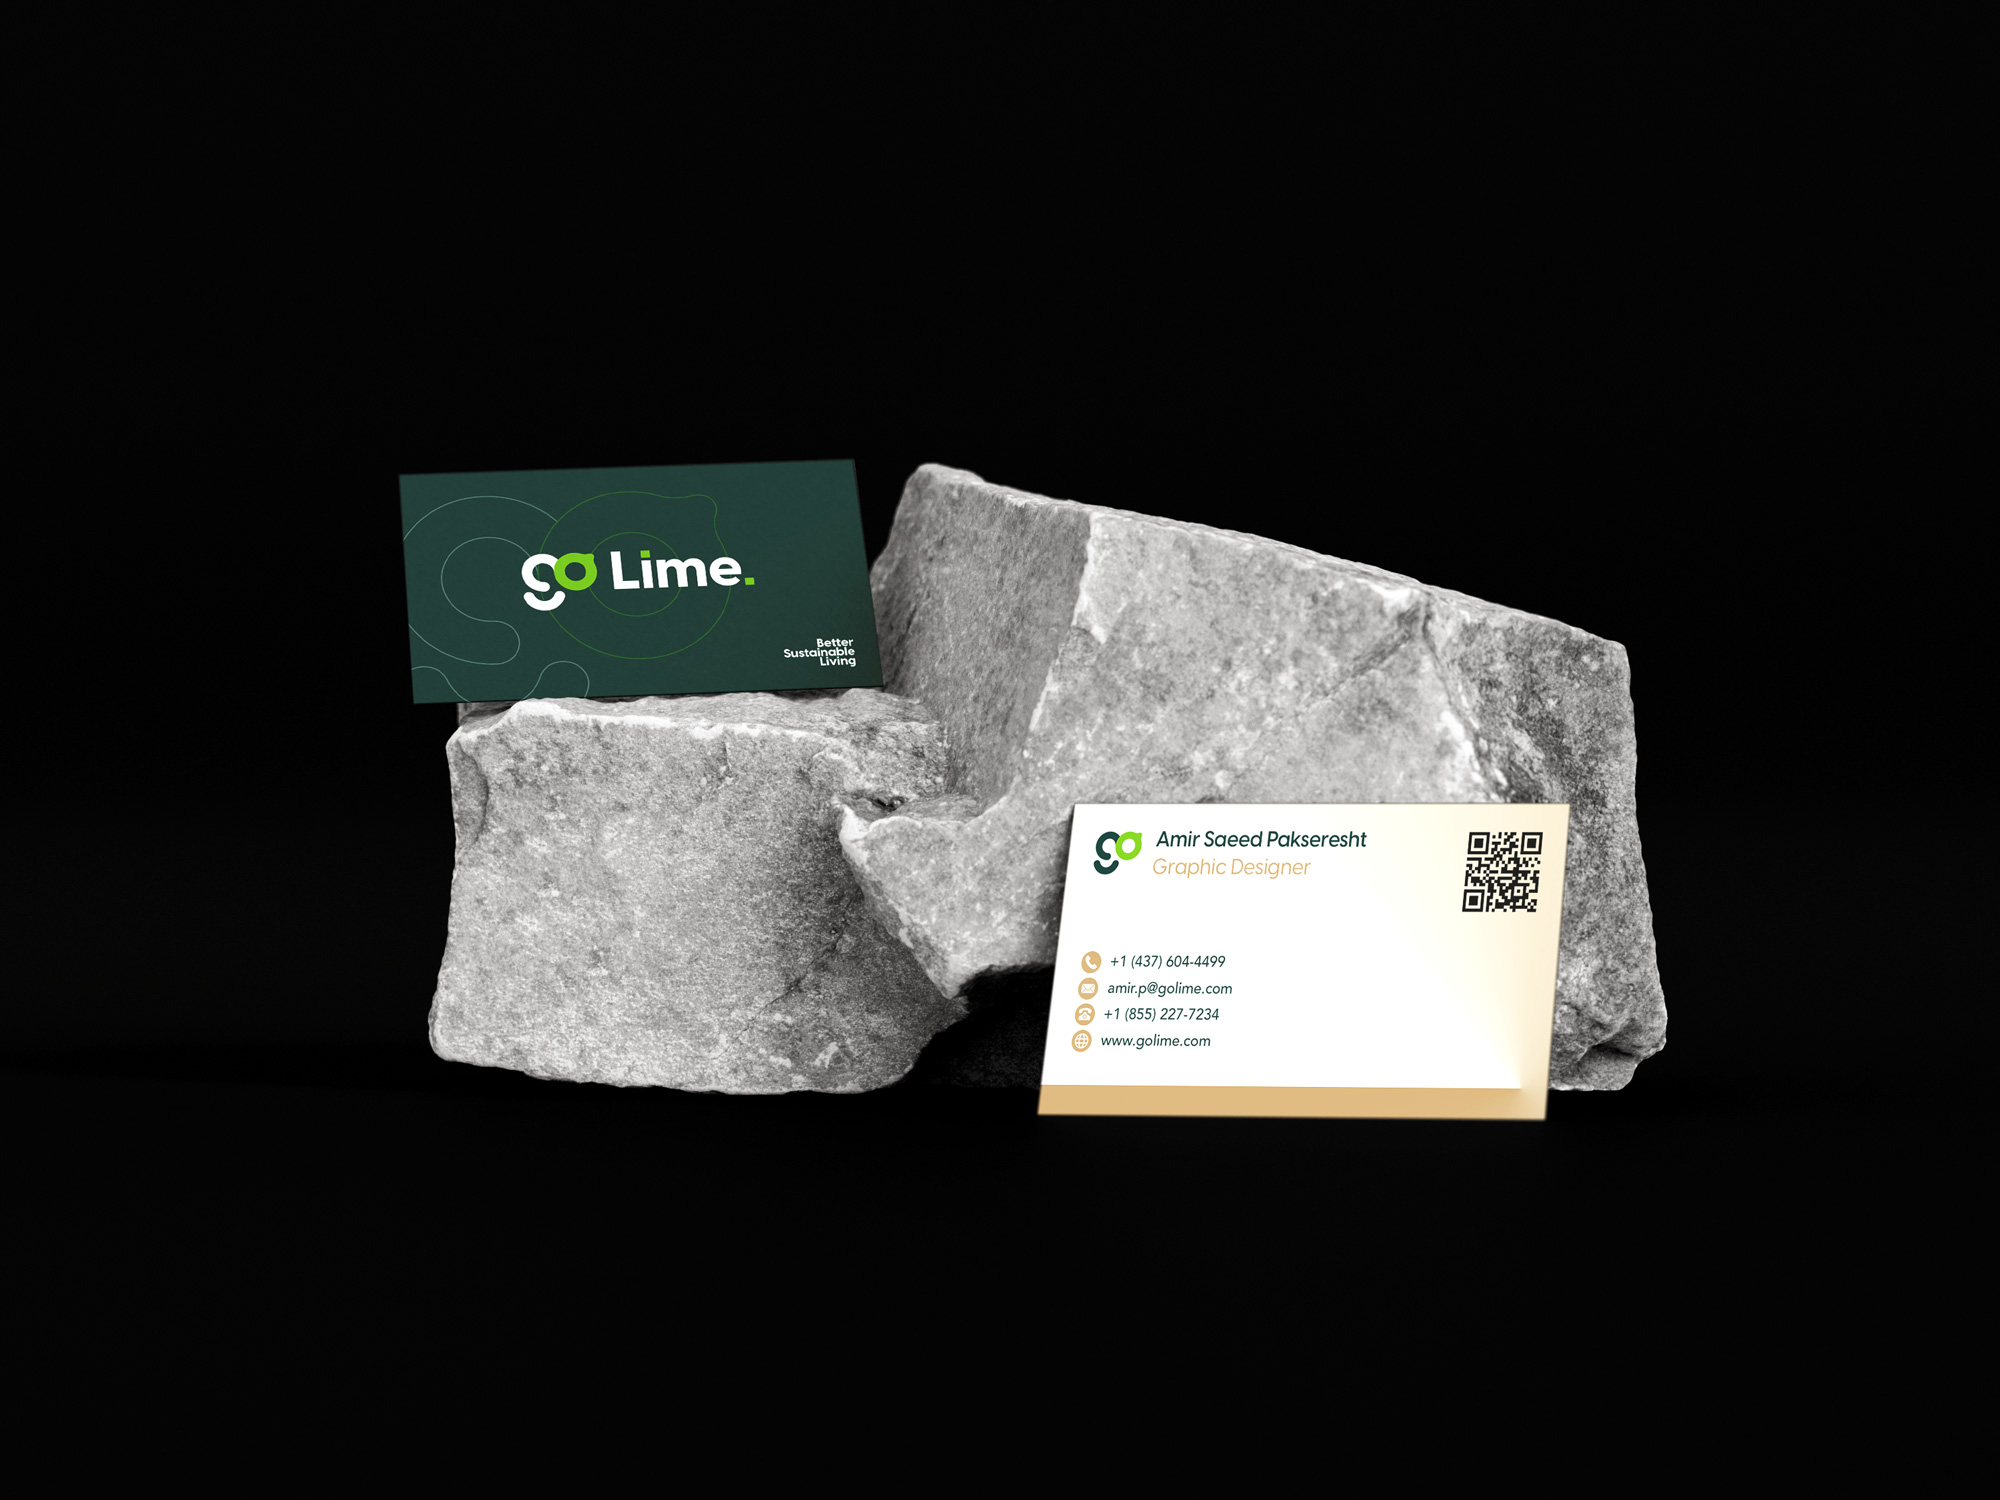 go Lime.
Better
Sustainable
Living
go
Amir Saeed Pakseresht
Graphic Designer
+1 (437) 604-4499
amir.p@golime.com
+1 (855) 227-7234
www.golime.com